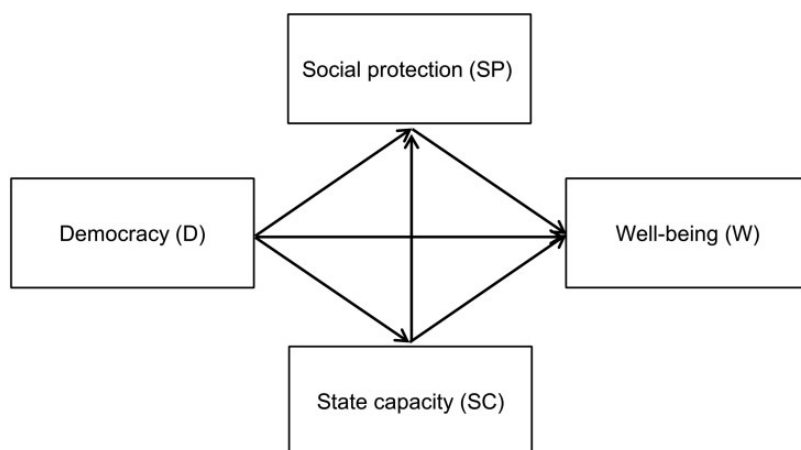 Social protection (SP)
Democracy (D)
Well-being (W)
State capacity (SC)